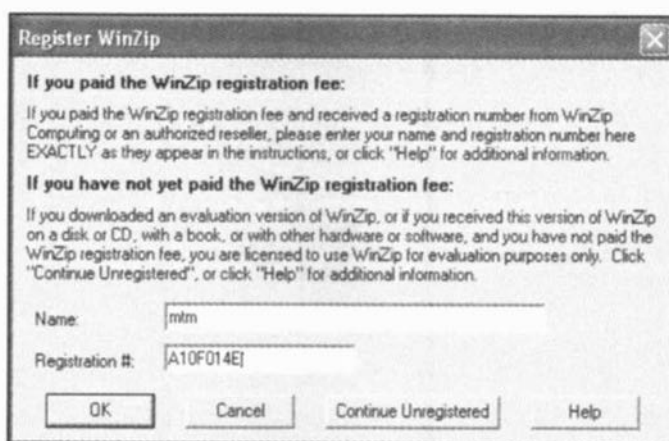 Register WinZip
If you paid the WinZip registration fee:
If you paid the WinZip registration fee and received a registration number from WinZip
Computing or an authorized reseller, please enter your name and registration number here
EXACTLY as they appear in the instructions, or click "Help" for additional information.
If you have not yet paid the WinZip registration fee:
If you downloaded an evaluation version of WinZip, or if you received this version of WinZip
on a disk or CD, with a book, or with other hardware or software, and you have not paid the
WinZip registration fee, you are licensed to use WinZip for evaluation purposes only. Click
"Continue Unregistered", or click "Help" for additional information.
Name: mtm
Registration #: A10F014E
OK Cancel Continue Unregistered Help